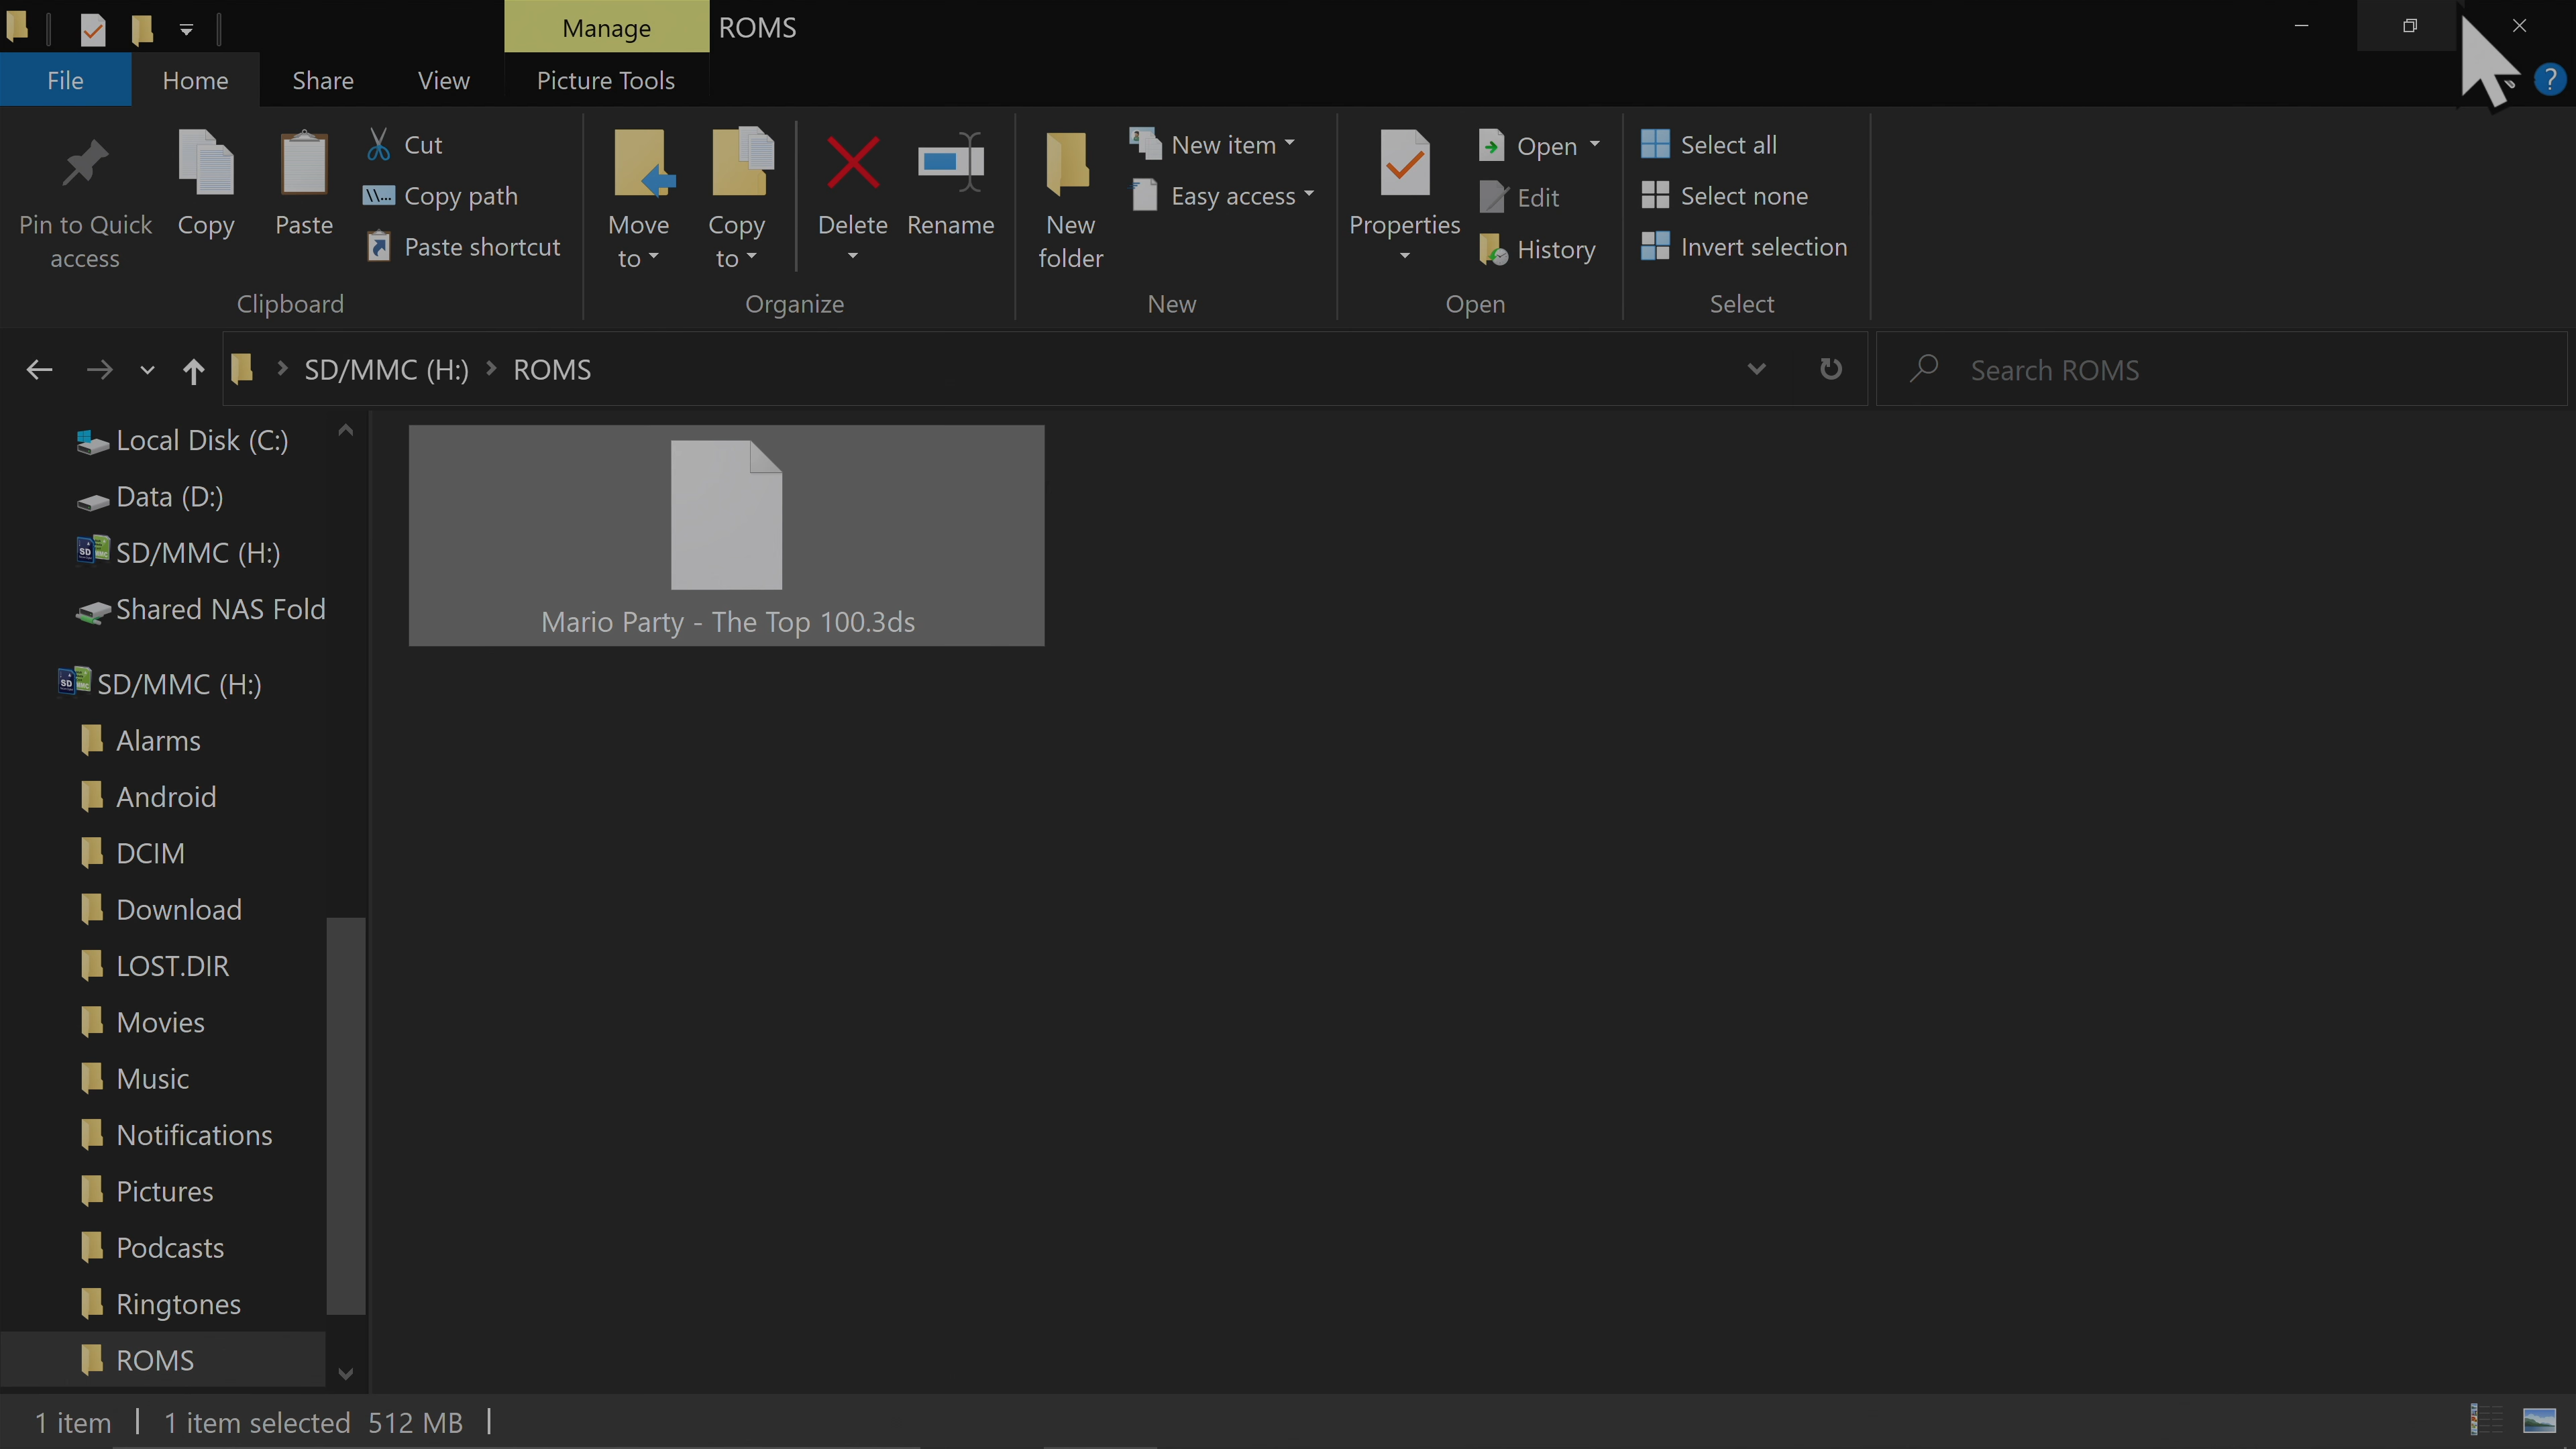 Manage
ROMS
File
Home
Share
View
Picture Tools
Pin to Quick
access
Copy
Paste
Cut
Copy path
Paste shortcut
Clipboard
Move
to
Copy
to
Delete
Rename
Organize
New
folder
New item
Easy access
New
Properties
Open
Edit
History
Open
Select all
Select none
Invert selection
Select
SD/MMC (H:)
ROMS
Search ROMS
Local Disk (C:)
Data (D:)
SD/MMC (H:)
Shared NAS Fold
SD/MMC (H:)
Alarms
Android
DCIM
Download
LOST.DIR
Movies
Music
Notifications
Pictures
Podcasts
Ringtones
ROMS
Mario Party - The Top 100.3ds
1 item
1 item selected 512 MB